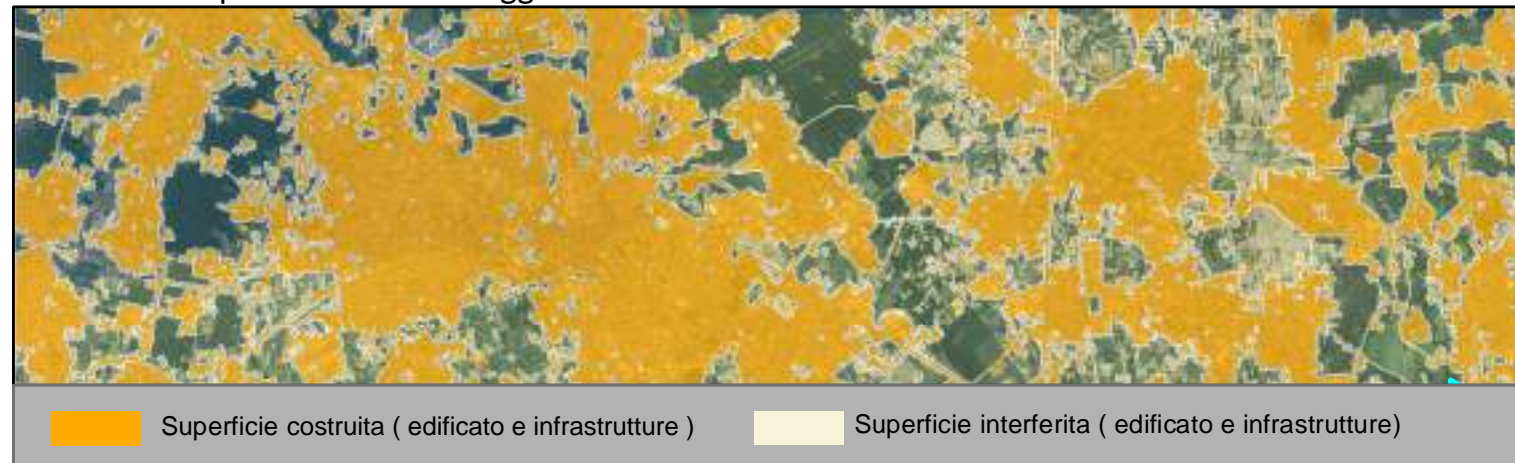 Superficie costruita ( edificato e infrastrutture )
Superficie interferita ( edificato e infrastrutture)